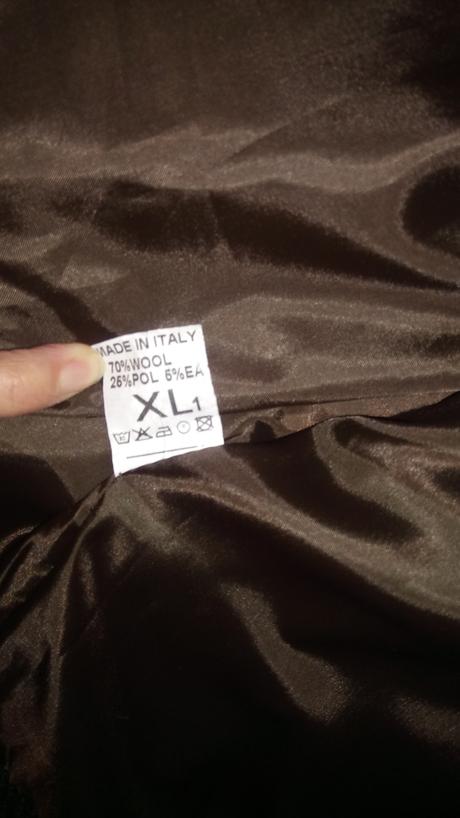 MADE IN ITALY
70%WOOL
25%POL 5%EA
XL1